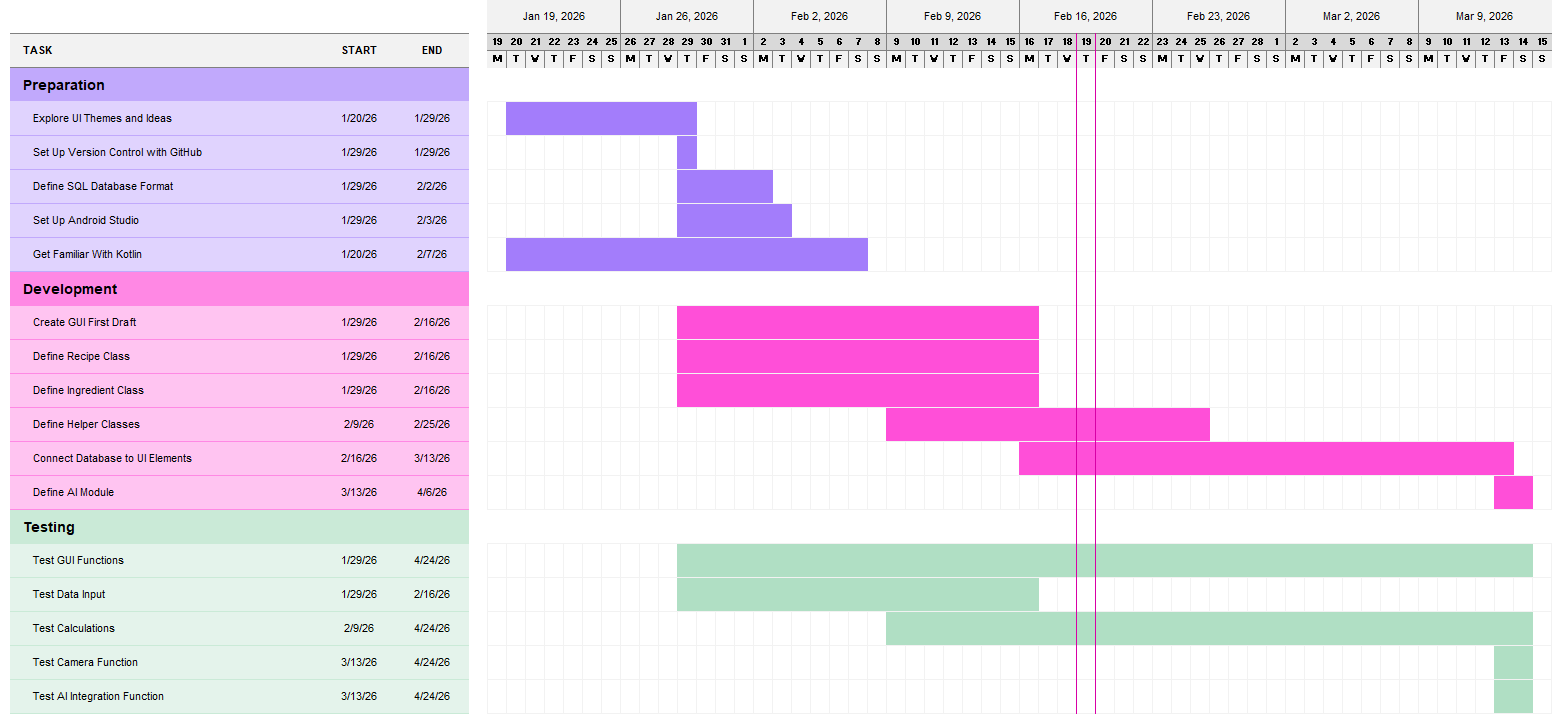 Jan 19, 2026 Jan 26, 2026 Feb 2, 2026 Feb 9, 2026 Feb 16, 2026 Feb 23, 2026 Mar 2, 2026 Mar 9, 2026
TASK START END
19 20 21 22 23 24 25 26 27 28 29 30 31 1 2 3 4 5 6 7 8 9 10 11 12 13 14 15 16 17 18 19 20 21 22 23 24 25 26 27 28 1 2 3 4 5 6 7 8 9 10 11 12 13 14 15
M T W T F S S M T W T F S S M T W T F S S M T W T F S S M T W T F S S M T W T F S S M T W T F S S M T W T F S S
Preparation
Explore UI Themes and Ideas 1/20/26 1/29/26
Set Up Version Control with GitHub 1/29/26 1/29/26
Define SQL Database Format 1/29/26 2/2/26
Set Up Android Studio 1/29/26 2/3/26
Get Familiar With Kotlin 1/20/26 2/7/26
Development
Create GUI First Draft 1/29/26 2/16/26
Define Recipe Class 1/29/26 2/16/26
Define Ingredient Class 1/29/26 2/16/26
Define Helper Classes 2/9/26 2/25/26
Connect Database to UI Elements 2/16/26 3/13/26
Define AI Module 3/13/26 4/6/26
Testing
Test GUI Functions 1/29/26 4/24/26
Test Data Input 1/29/26 2/16/26
Test Calculations 2/9/26 4/24/26
Test Camera Function 3/13/26 4/24/26
Test AI Integration Function 3/13/26 4/24/26